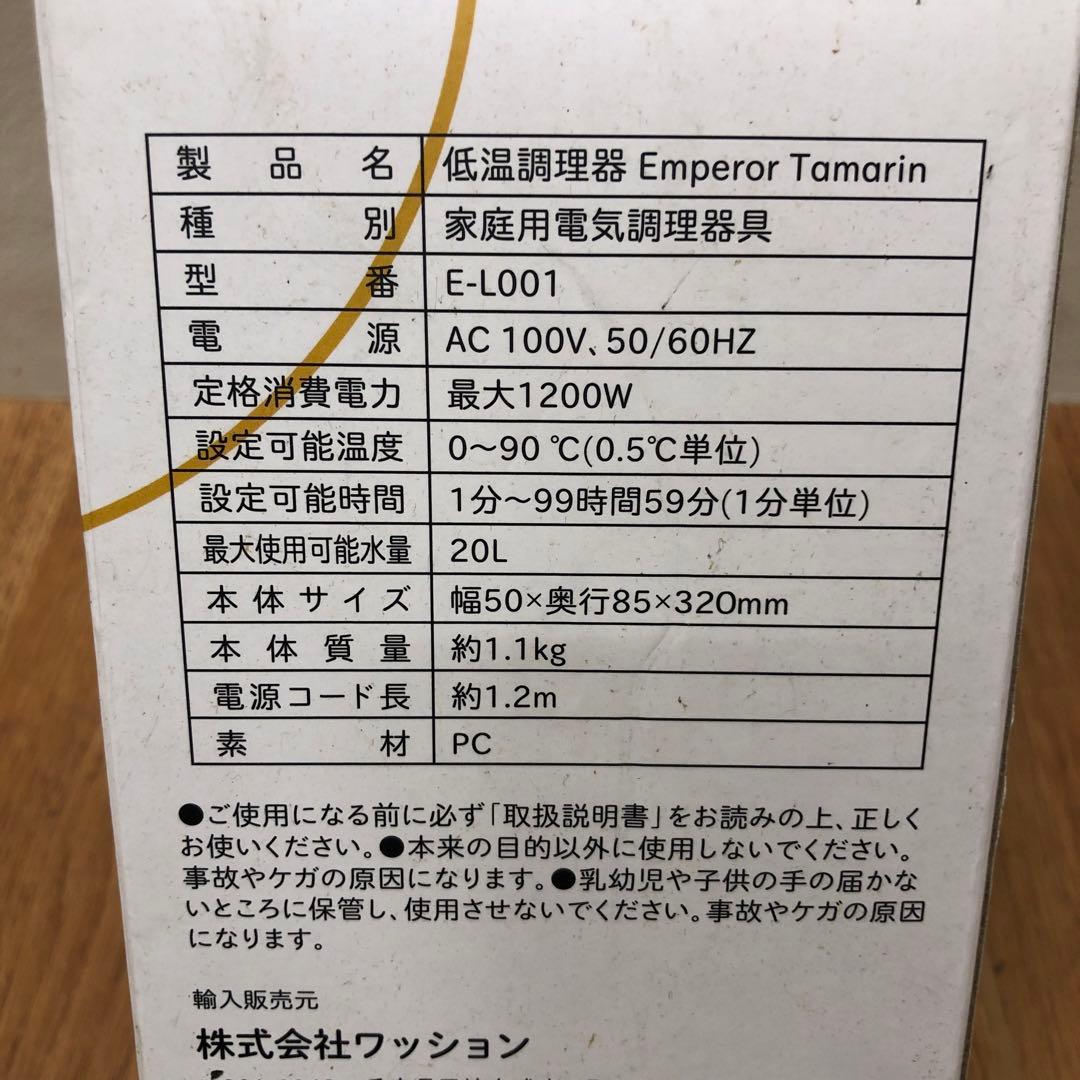 製品名 低温調理器 Emperor Tamarin
種別 家庭用電気調理器具
型番 E-L001
電源 AC 100V、50/60HZ
定格消費電力 最大1200W
設定可能温度 0〜90 ℃(0.5℃単位)
設定可能時間 1分〜99時間59分(1分単位)
最大使用可能水量 20L
本体サイズ 幅50×奥行85×320mm
本体質量 約1.1kg
電源コード長 約1.2m
素材 PC
●ご使用になる前に必ず「取扱説明書」をお読みの上、正しく
お使いください。●本来の目的以外に使用しないでください。
事故やケガの原因になります。●乳幼児や子供の手の届かな
いところに保管し、使用させないでください。事故やケガの原因
になります。
輸入販売元
株式会社ワッション